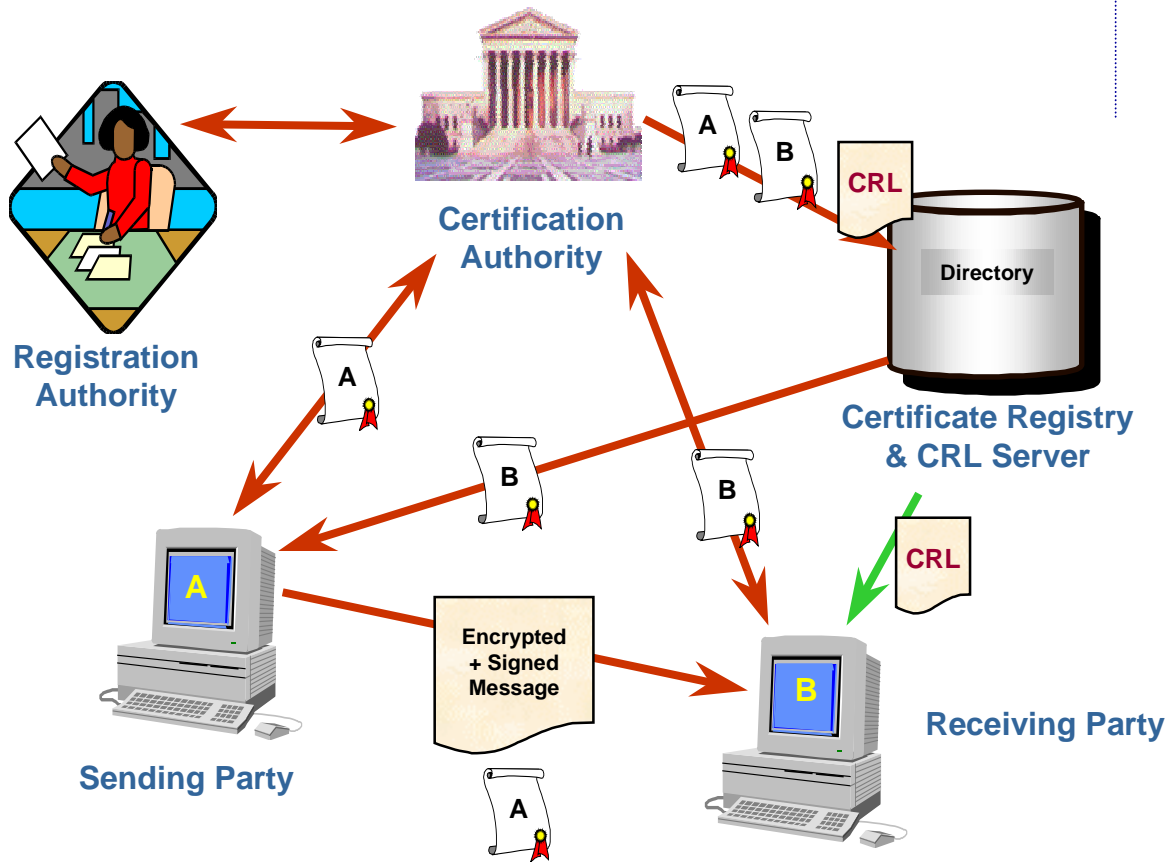 A
B
CRL
Certification
Authority
Directory
Registration
Authority
A
Certificate Registry
& CRL Server
B
B
CRL
A
Encrypted
+ Signed
Message
B
Receiving Party
Sending Party
A